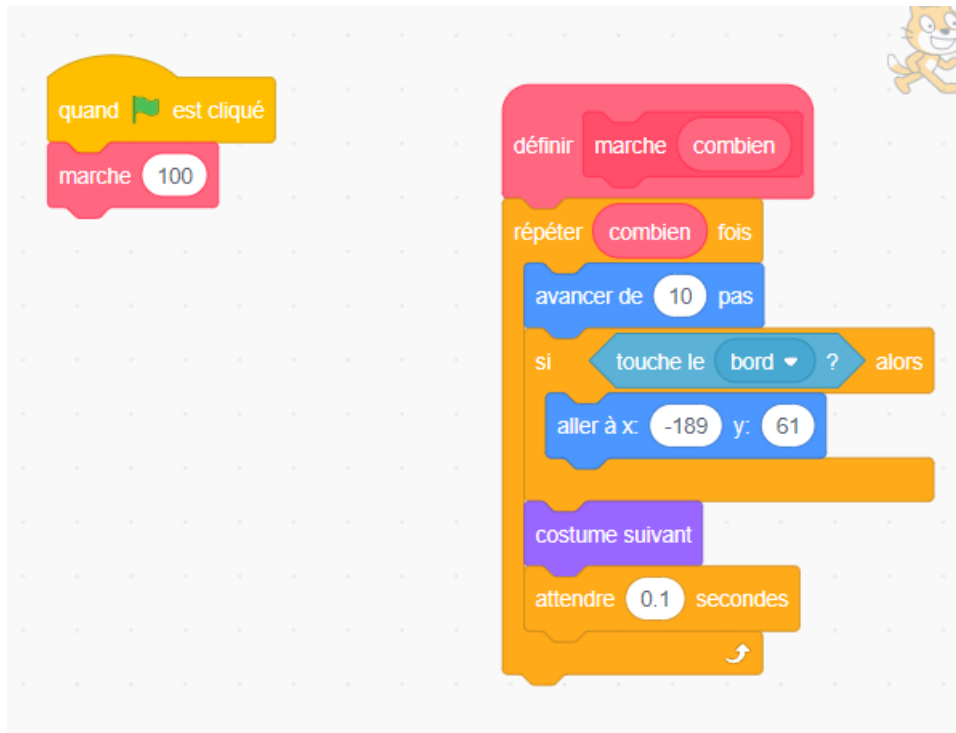 quand est cliqué
marche 100
définir marche combien
répéter combien fois
avancer de 10 pas
si touche le bord ? alors
aller à x: -189 y: 61
costume suivant
attendre 0.1 secondes